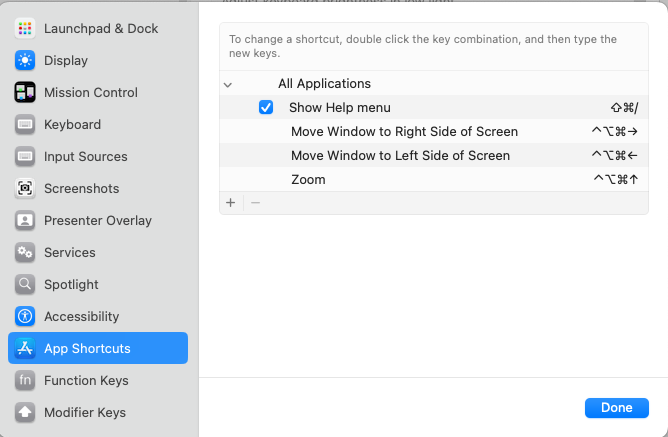 Launchpad & Dock
Display
Mission Control
Keyboard
Input Sources
Screenshots
Presenter Overlay
Services
Spotlight
Accessibility
App Shortcuts
fn Function Keys
Modifier Keys
To change a shortcut, double click the key combination, and then type the
new keys.
All Applications
Show Help menu ⇧⌘/
Move Window to Right Side of Screen ^⌥⌘→
Move Window to Left Side of Screen ^⌥⌘←
Zoom ^⌥⌘↑
+ −
Done